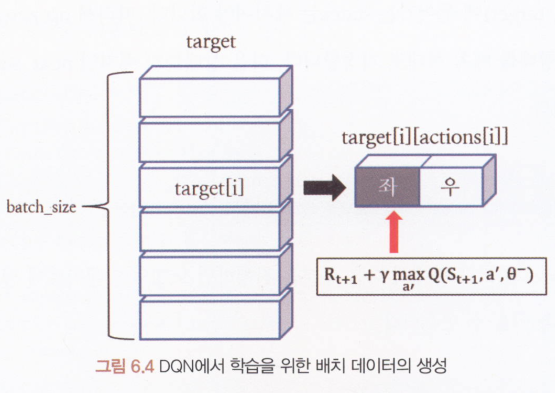 target
target[i][actions[i]]
batch_size
target[i]
좌 우
R_{t+1} + γ max_{a′} Q(S_{t+1}, a′, θ⁻)
그림 6.4 DQN에서 학습을 위한 배치 데이터의 생성